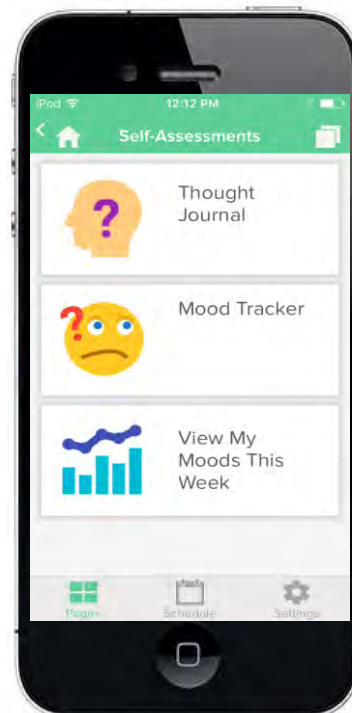 iPod 12:12 PM
Self-Assessments
?
Thought
Journal
?
Mood Tracker
View My
Moods This
Week
Pages Schedule Settings